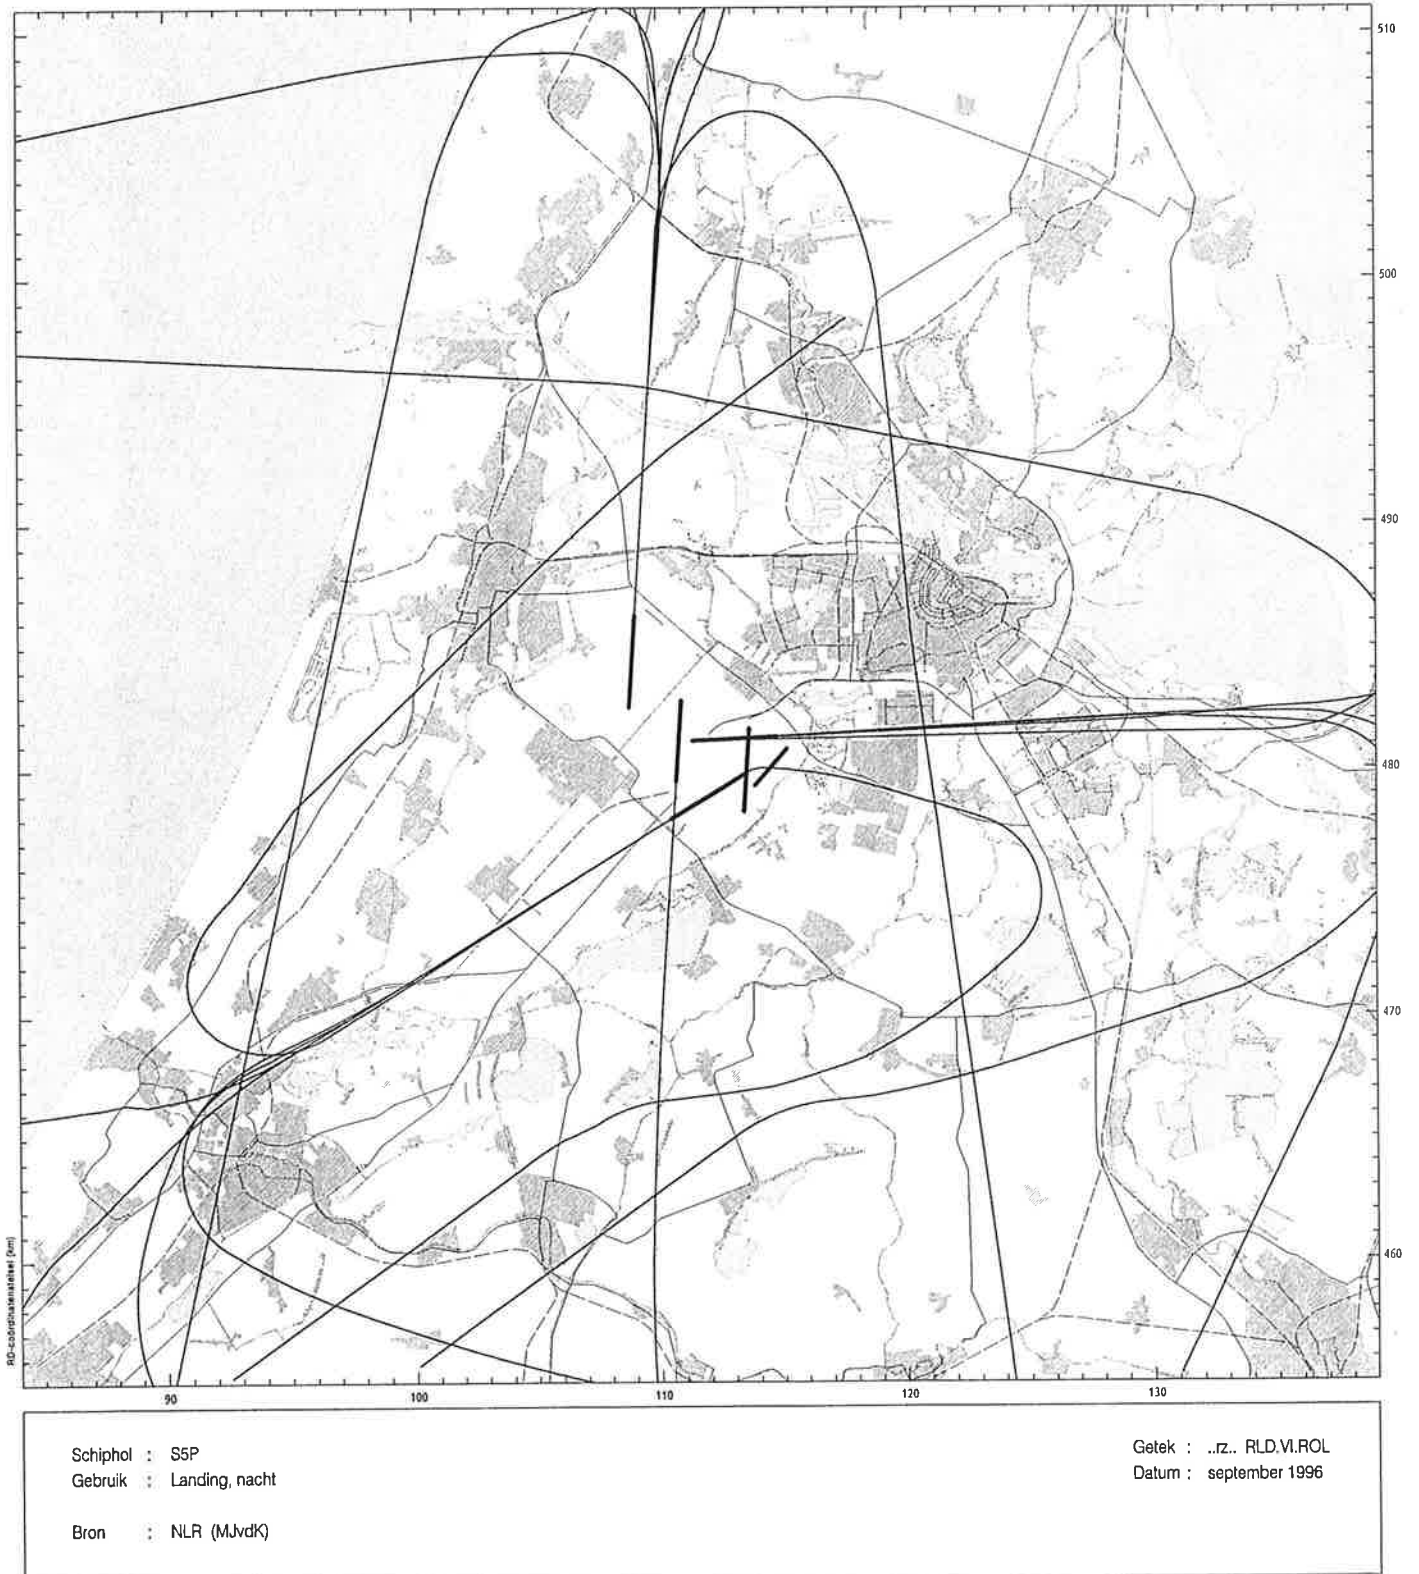 510
500
490
480
470
460
RD-coördinatenstelsel (km)
90
100
110
120
130
Schiphol : S5P
Gebruik : Landing, nacht
Bron : NLR (MJvdK)
Getek : ..rz.. RLD.VI.ROL
Datum : september 1996